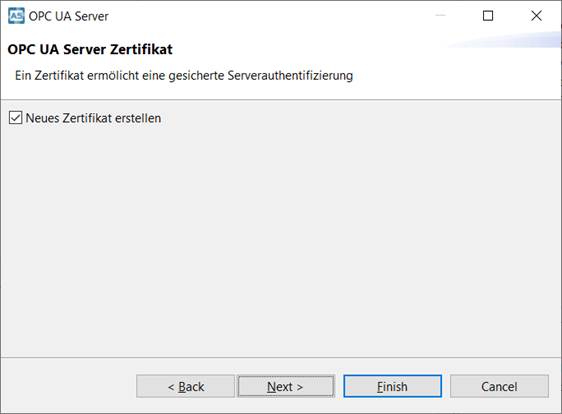 OPC UA Server
OPC UA Server Zertifikat
Ein Zertifikat ermölicht eine gesicherte Serverauthentifizierung
Neues Zertifikat erstellen
< Back
Next >
Finish
Cancel